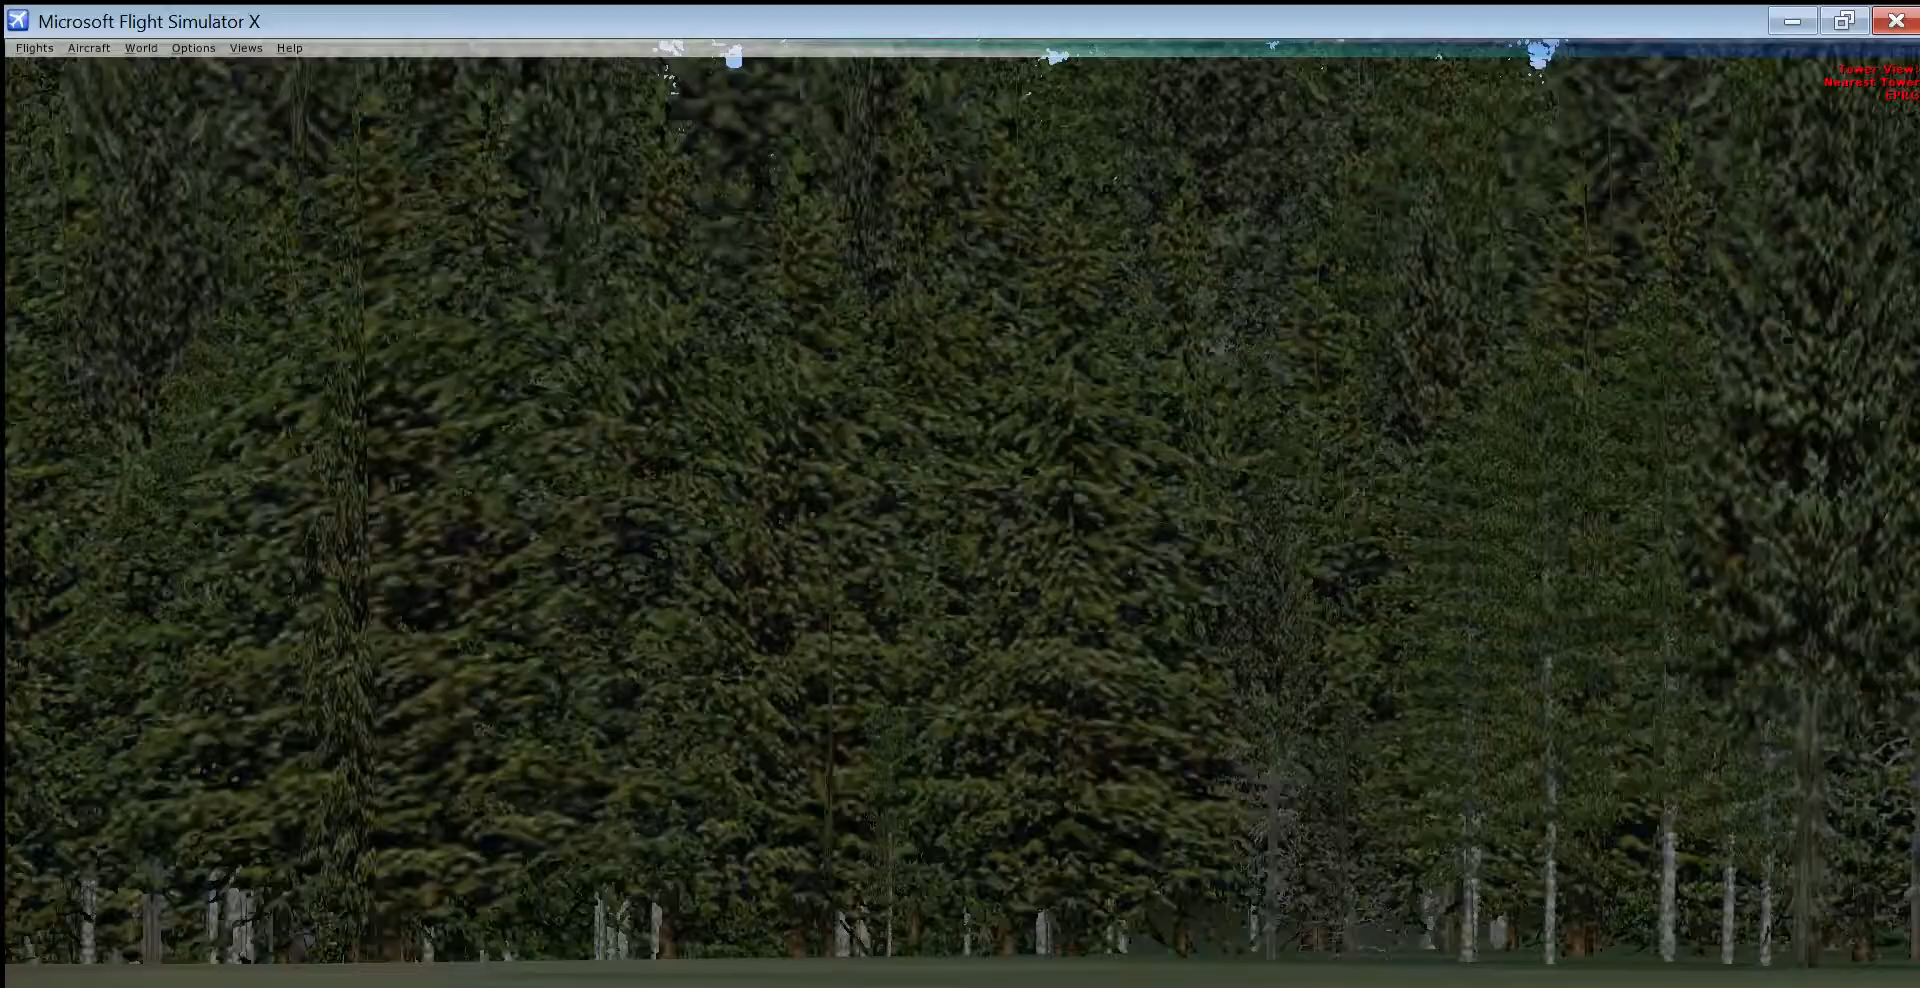 Microsoft Flight Simulator X
Flights Aircraft World Options Views Help
Tower View:
Nearest Tower